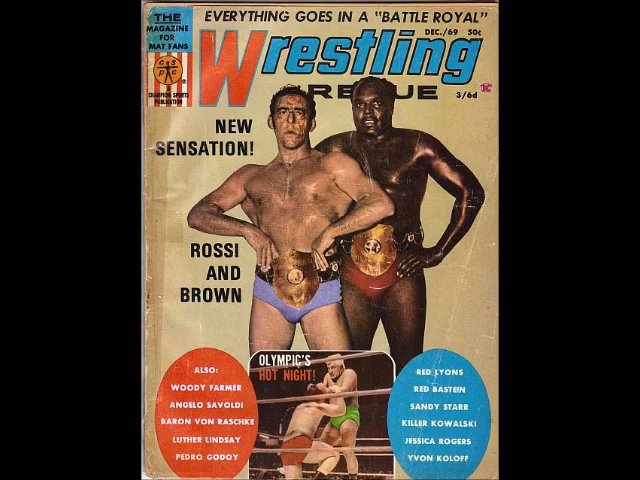 EVERYTHING GOES IN A "BATTLE ROYAL"
THE
MAGAZINE
FOR
MAT FANS
CSPC
CHAMPION SPORTS
PUBLICATION
DEC./69 50¢
Wrestling
REVUE
3/6d
NEW
SENSATION!
ROSSI
AND
BROWN
OLYMPIC'S
HOT NIGHT!
ALSO:
WOODY FARMER
ANGELO SAVOLDI
BARON VON RASCHKE
LUTHER LINDSAY
PEDRO GODOY
RED LYONS
RED BASTEIN
SANDY STARR
KILLER KOWALSKI
JESSICA ROGERS
YVON KOLOFF